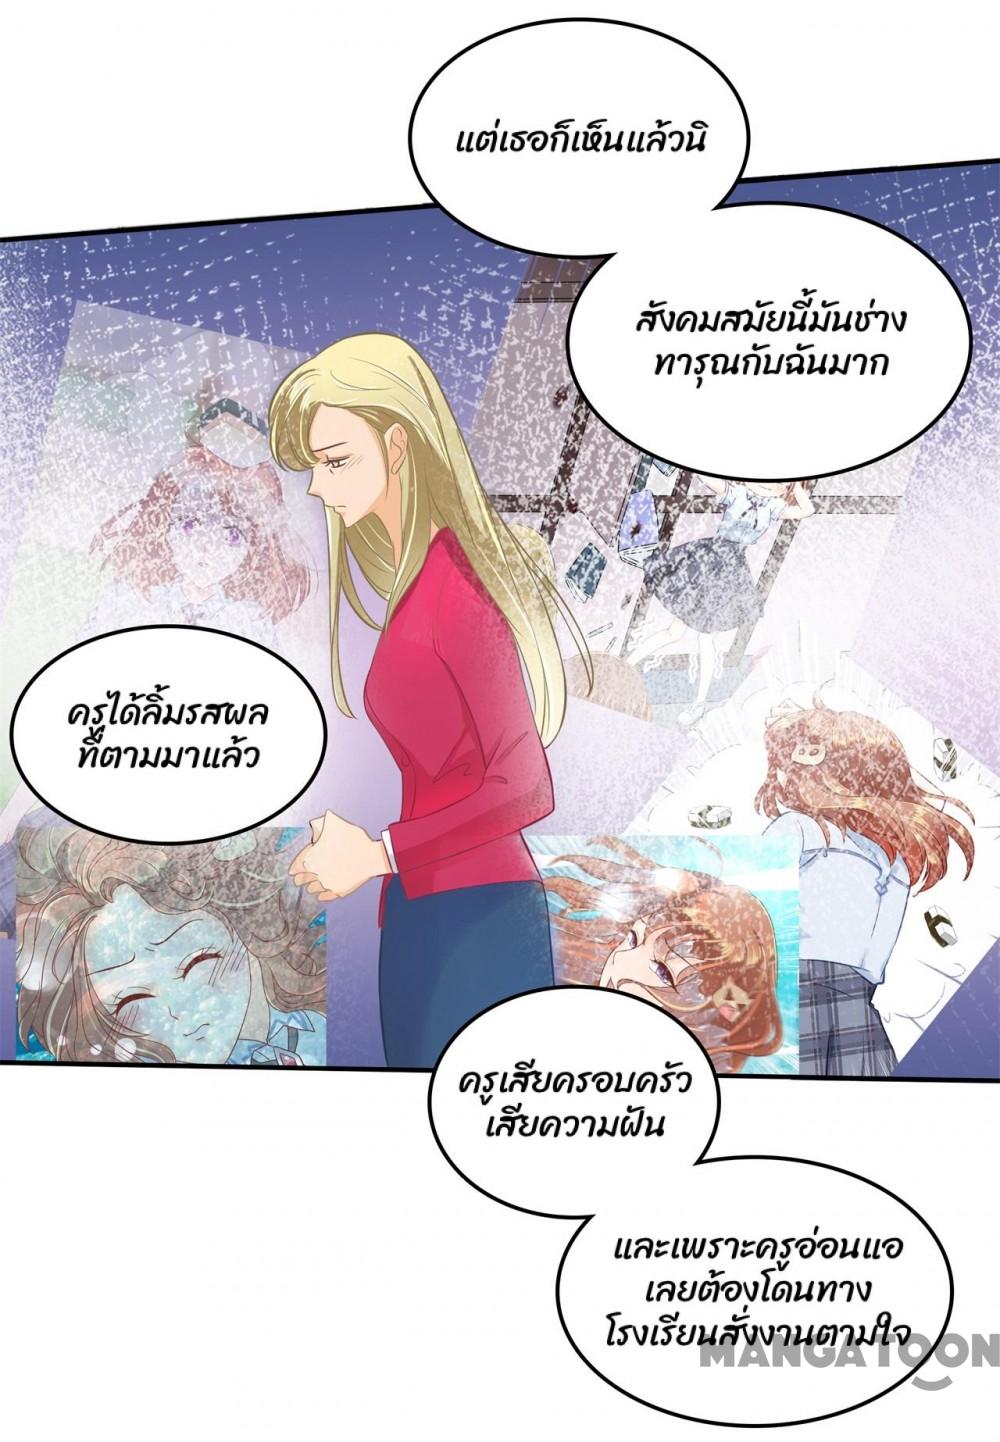 แต่เธอก็เห็นแล้วนิ
สังคมสมัยนี้มันช่าง
ทารุณกับฉันมาก
ครูได้ลิ้มรสผล
ที่ตามมาแล้ว
ครูเสียครอบครัว
เสียความฝัน
และเพราะครูอ่อนแอ
เลยต้องโดนทาง
โรงเรียนสั่งงานตามใจ
MANGATOON